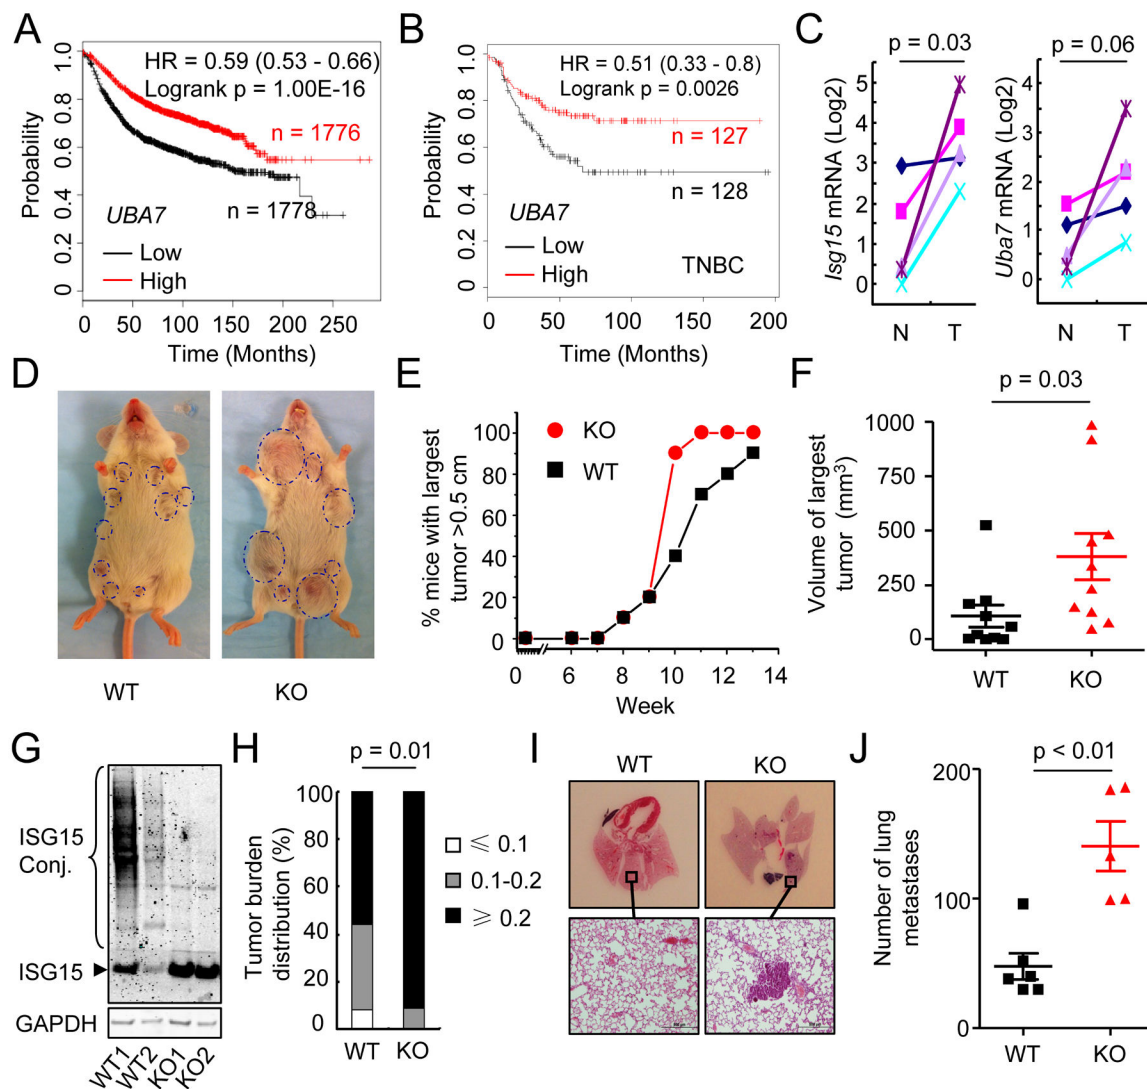 A
Probability
1.0
0.8
0.6
0.4
0.2
0
HR = 0.59 (0.53 - 0.66)
Logrank p = 1.00E-16
n = 1776
n = 1778
UBA7
Low
High
0 50 100 150 200 250
Time (Months)
B
Probability
1.0
0.8
0.6
0.4
0.2
0
HR = 0.51 (0.33 - 0.8)
Logrank p = 0.0026
n = 127
n = 128
UBA7
Low
High
TNBC
0 50 100 150 200
Time (Months)
C
p = 0.03
Isg15 mRNA (Log2)
5
4
3
2
1
0
N T
p = 0.06
Uba7 mRNA (Log2)
4
3
2
1
0
N T
D
WT KO
E
% mice with largest
tumor >0.5 cm
100
80
60
40
20
0
KO
WT
0 6 8 10 12 14
Week
F
p = 0.03
Volume of largest
tumor (mm³)
1000
750
500
250
0
WT KO
G
ISG15
Conj.
ISG15
GAPDH
WT1 WT2 KO1 KO2
H
p = 0.01
Tumor burden
distribution (%)
100
80
60
40
20
0
WT KO
≤ 0.1
0.1-0.2
≥ 0.2
I
WT KO
J
p < 0.01
Number of lung
metastases
200
100
0
WT KO